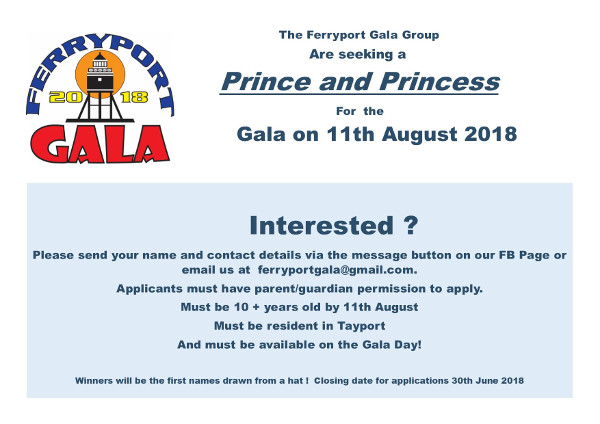 FERRYPORT
2018
GALA
The Ferryport Gala Group
Are seeking a
Prince and Princess
For the
Gala on 11th August 2018
Interested ?
Please send your name and contact details via the message button on our FB Page or
email us at ferryportgala@gmail.com.
Applicants must have parent/guardian permission to apply.
Must be 10 + years old by 11th August
Must be resident in Tayport
And must be available on the Gala Day!
Winners will be the first names drawn from a hat ! Closing date for applications 30th June 2018